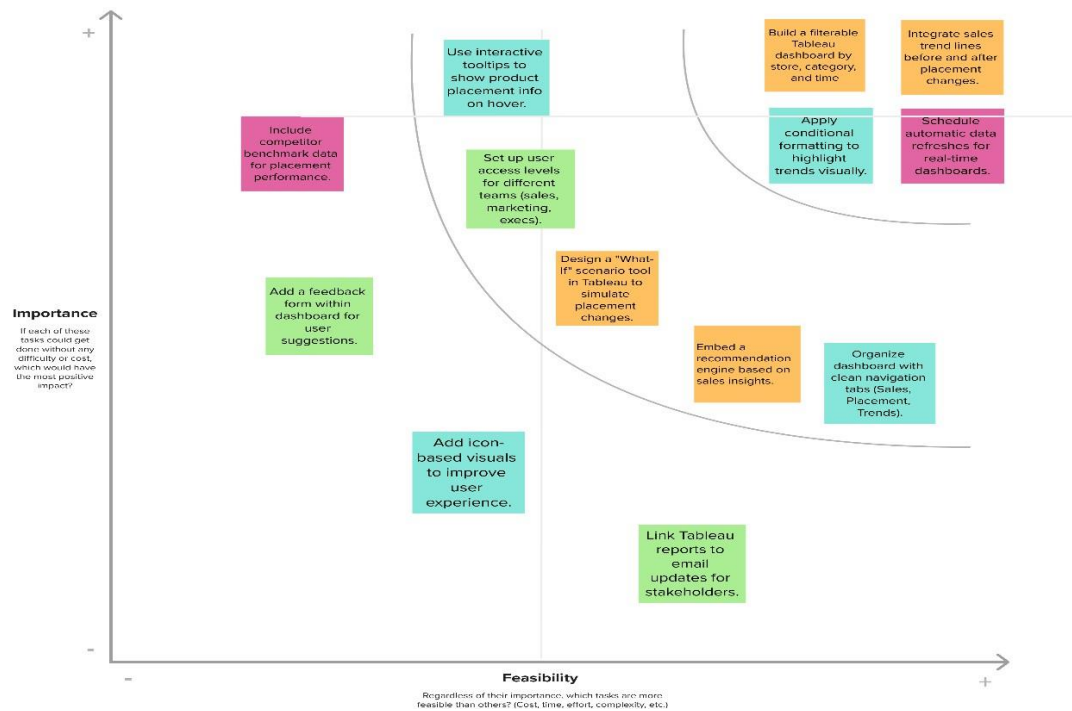 +
Use interactive
tooltips to
show product
placement info
on hover.
Build a filterable
Tableau
dashboard by
store, category,
and time
Integrate sales
trend lines
before and after
placement
changes.
Include
competitor
benchmark data
for placement
performance.
Set up user
access levels
for different
teams (sales,
marketing,
execs).
Apply
conditional
formatting to
highlight
trends visually.
Schedule
automatic data
refreshes for
real-time
dashboards.
Add a feedback
form within
dashboard for
user
suggestions.
Design a "What-
If" scenario tool
in Tableau to
simulate
placement
changes.
Importance
If each of these
tasks could get
done without any
difficulty or cost,
which would have
the most positive
impact?
Embed a
recommendation
engine based on
sales insights.
Organize
dashboard with
clean navigation
tabs (Sales,
Placement,
Trends).
Add icon-
based visuals
to improve
user
experience.
Link Tableau
reports to
email
updates for
stakeholders.
-
-
Feasibility
+
Regardless of their importance, which tasks are more
feasible than others? (Cost, time, effort, complexity, etc.)